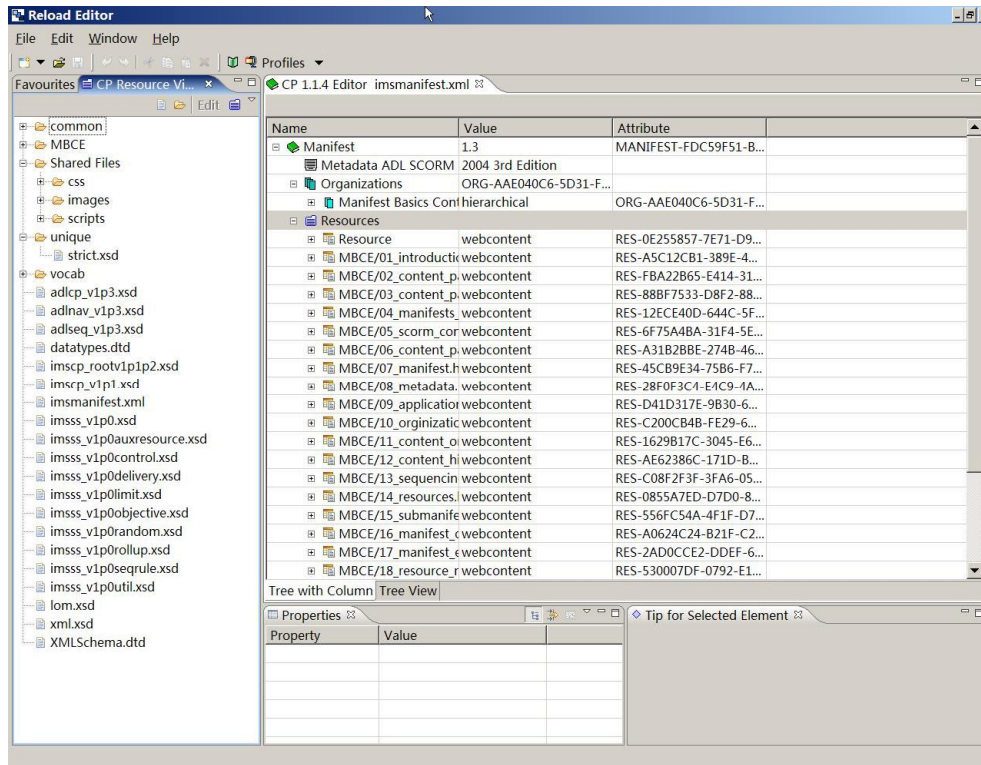 Reload Editor
File Edit Window Help
Profiles
Favourites CP Resource Vi...
Edit
common
MBCE
Shared Files
css
images
scripts
unique
strict.xsd
vocab
adlcp_v1p3.xsd
adlnav_v1p3.xsd
adlseq_v1p3.xsd
datatypes.dtd
imscp_rootv1p1p2.xsd
imscp_v1p1.xsd
imsmanifest.xml
imsss_v1p0.xsd
imsss_v1p0auxresource.xsd
imsss_v1p0control.xsd
imsss_v1p0delivery.xsd
imsss_v1p0limit.xsd
imsss_v1p0objective.xsd
imsss_v1p0random.xsd
imsss_v1p0rollup.xsd
imsss_v1p0seqrule.xsd
imsss_v1p0util.xsd
lom.xsd
xml.xsd
XMLSchema.dtd
CP 1.1.4 Editor imsmanifest.xml
Name Value Attribute
Manifest 1.3 MANIFEST-FDC59F51-B...
Metadata ADL SCORM 2004 3rd Edition
Organizations ORG-AAE040C6-5D31-F...
Manifest Basics Cont hierarchical ORG-AAE040C6-5D31-F...
Resources
Resource webcontent RES-0E255857-7E71-D9...
MBCE/01_introductic webcontent RES-A5C12CB1-389E-4...
MBCE/02_content_p webcontent RES-FBA22B65-E414-31...
MBCE/03_content_p webcontent RES-88BF7533-D8F2-88...
MBCE/04_manifests_ webcontent RES-12ECE40D-644C-5F...
MBCE/05_scorm_cor webcontent RES-6F75A4BA-31F4-5E...
MBCE/06_content_p webcontent RES-A31B2BBE-274B-46...
MBCE/07_manifest.h webcontent RES-45CB9E34-75B6-F7...
MBCE/08_metadata. webcontent RES-28F0F3C4-E4C9-4A...
MBCE/09_application webcontent RES-D41D317E-9B30-6...
MBCE/10_orginizatic webcontent RES-C200CB4B-FE29-6...
MBCE/11_content_o webcontent RES-1629B17C-3045-E6...
MBCE/12_content_hi webcontent RES-AE62386C-171D-B...
MBCE/13_sequencin webcontent RES-C08F2F3F-3FA6-05...
MBCE/14_resources. webcontent RES-0855A7ED-D7D0-8...
MBCE/15_submanife webcontent RES-556FC54A-4F1F-D7...
MBCE/16_manifest_c webcontent RES-A0624C24-B21F-C2...
MBCE/17_manifest_e webcontent RES-2AD0CCE2-DDEF-6...
MBCE/18_resource_r webcontent RES-530007DF-0792-E1...
Tree with Column Tree View
Properties
Property Value
Tip for Selected Element